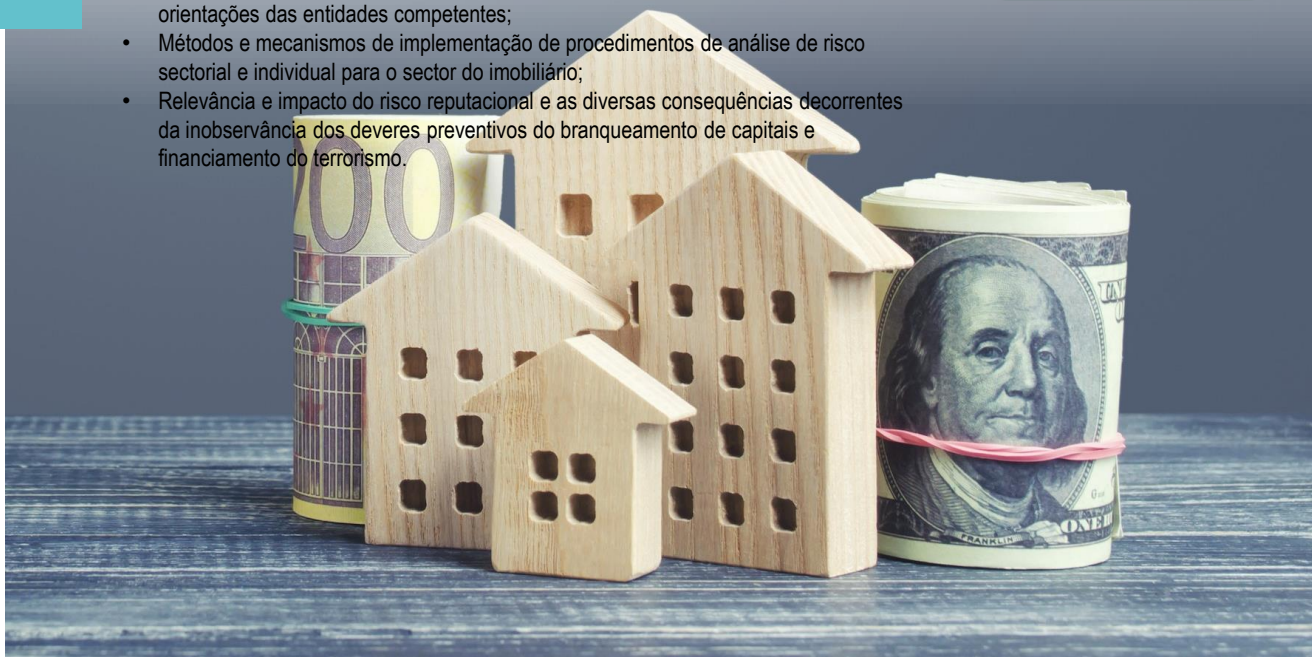 orientações das entidades competentes;
• Métodos e mecanismos de implementação de procedimentos de análise de risco
sectorial e individual para o sector do imobiliário;
• Relevância e impacto do risco reputacional e as diversas consequências decorrentes
da inobservância dos deveres preventivos do branqueamento de capitais e
financiamento do terrorismo.
200
FRANKLIN